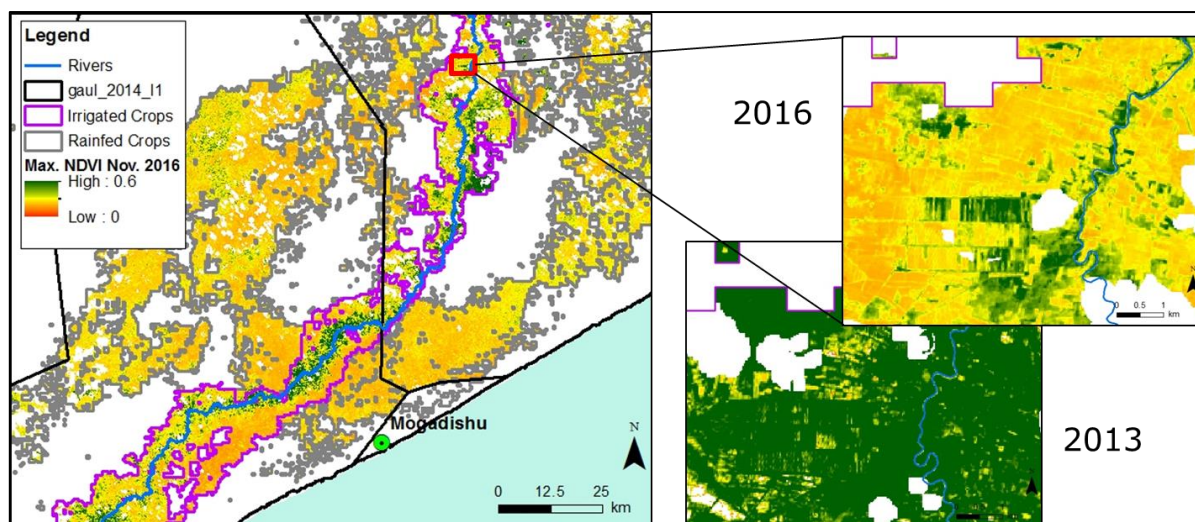 Legend
Rivers
gaul_2014_l1
Irrigated Crops
Rainfed Crops
Max. NDVI Nov. 2016
High : 0.6
Low : 0
Mogadishu
N
0 12.5 25
km
2016
N
0 0.5 1
km
2013